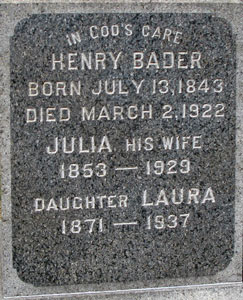 IN GOD'S CARE
HENRY BADER
BORN JULY 13, 1843
DIED MARCH 2, 1922
JULIA, HIS WIFE
1853 — 1929
DAUGHTER LAURA
1871 — 1937